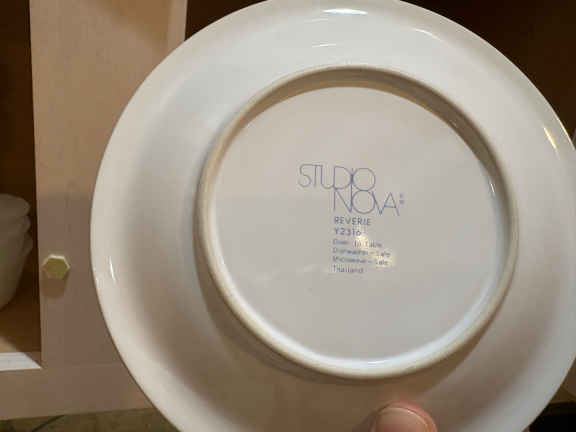 STUDIO
NOVA
REVERIE
Y2316
Oven to Table
Dishwasher-Safe
Microwave-Safe
Thailand